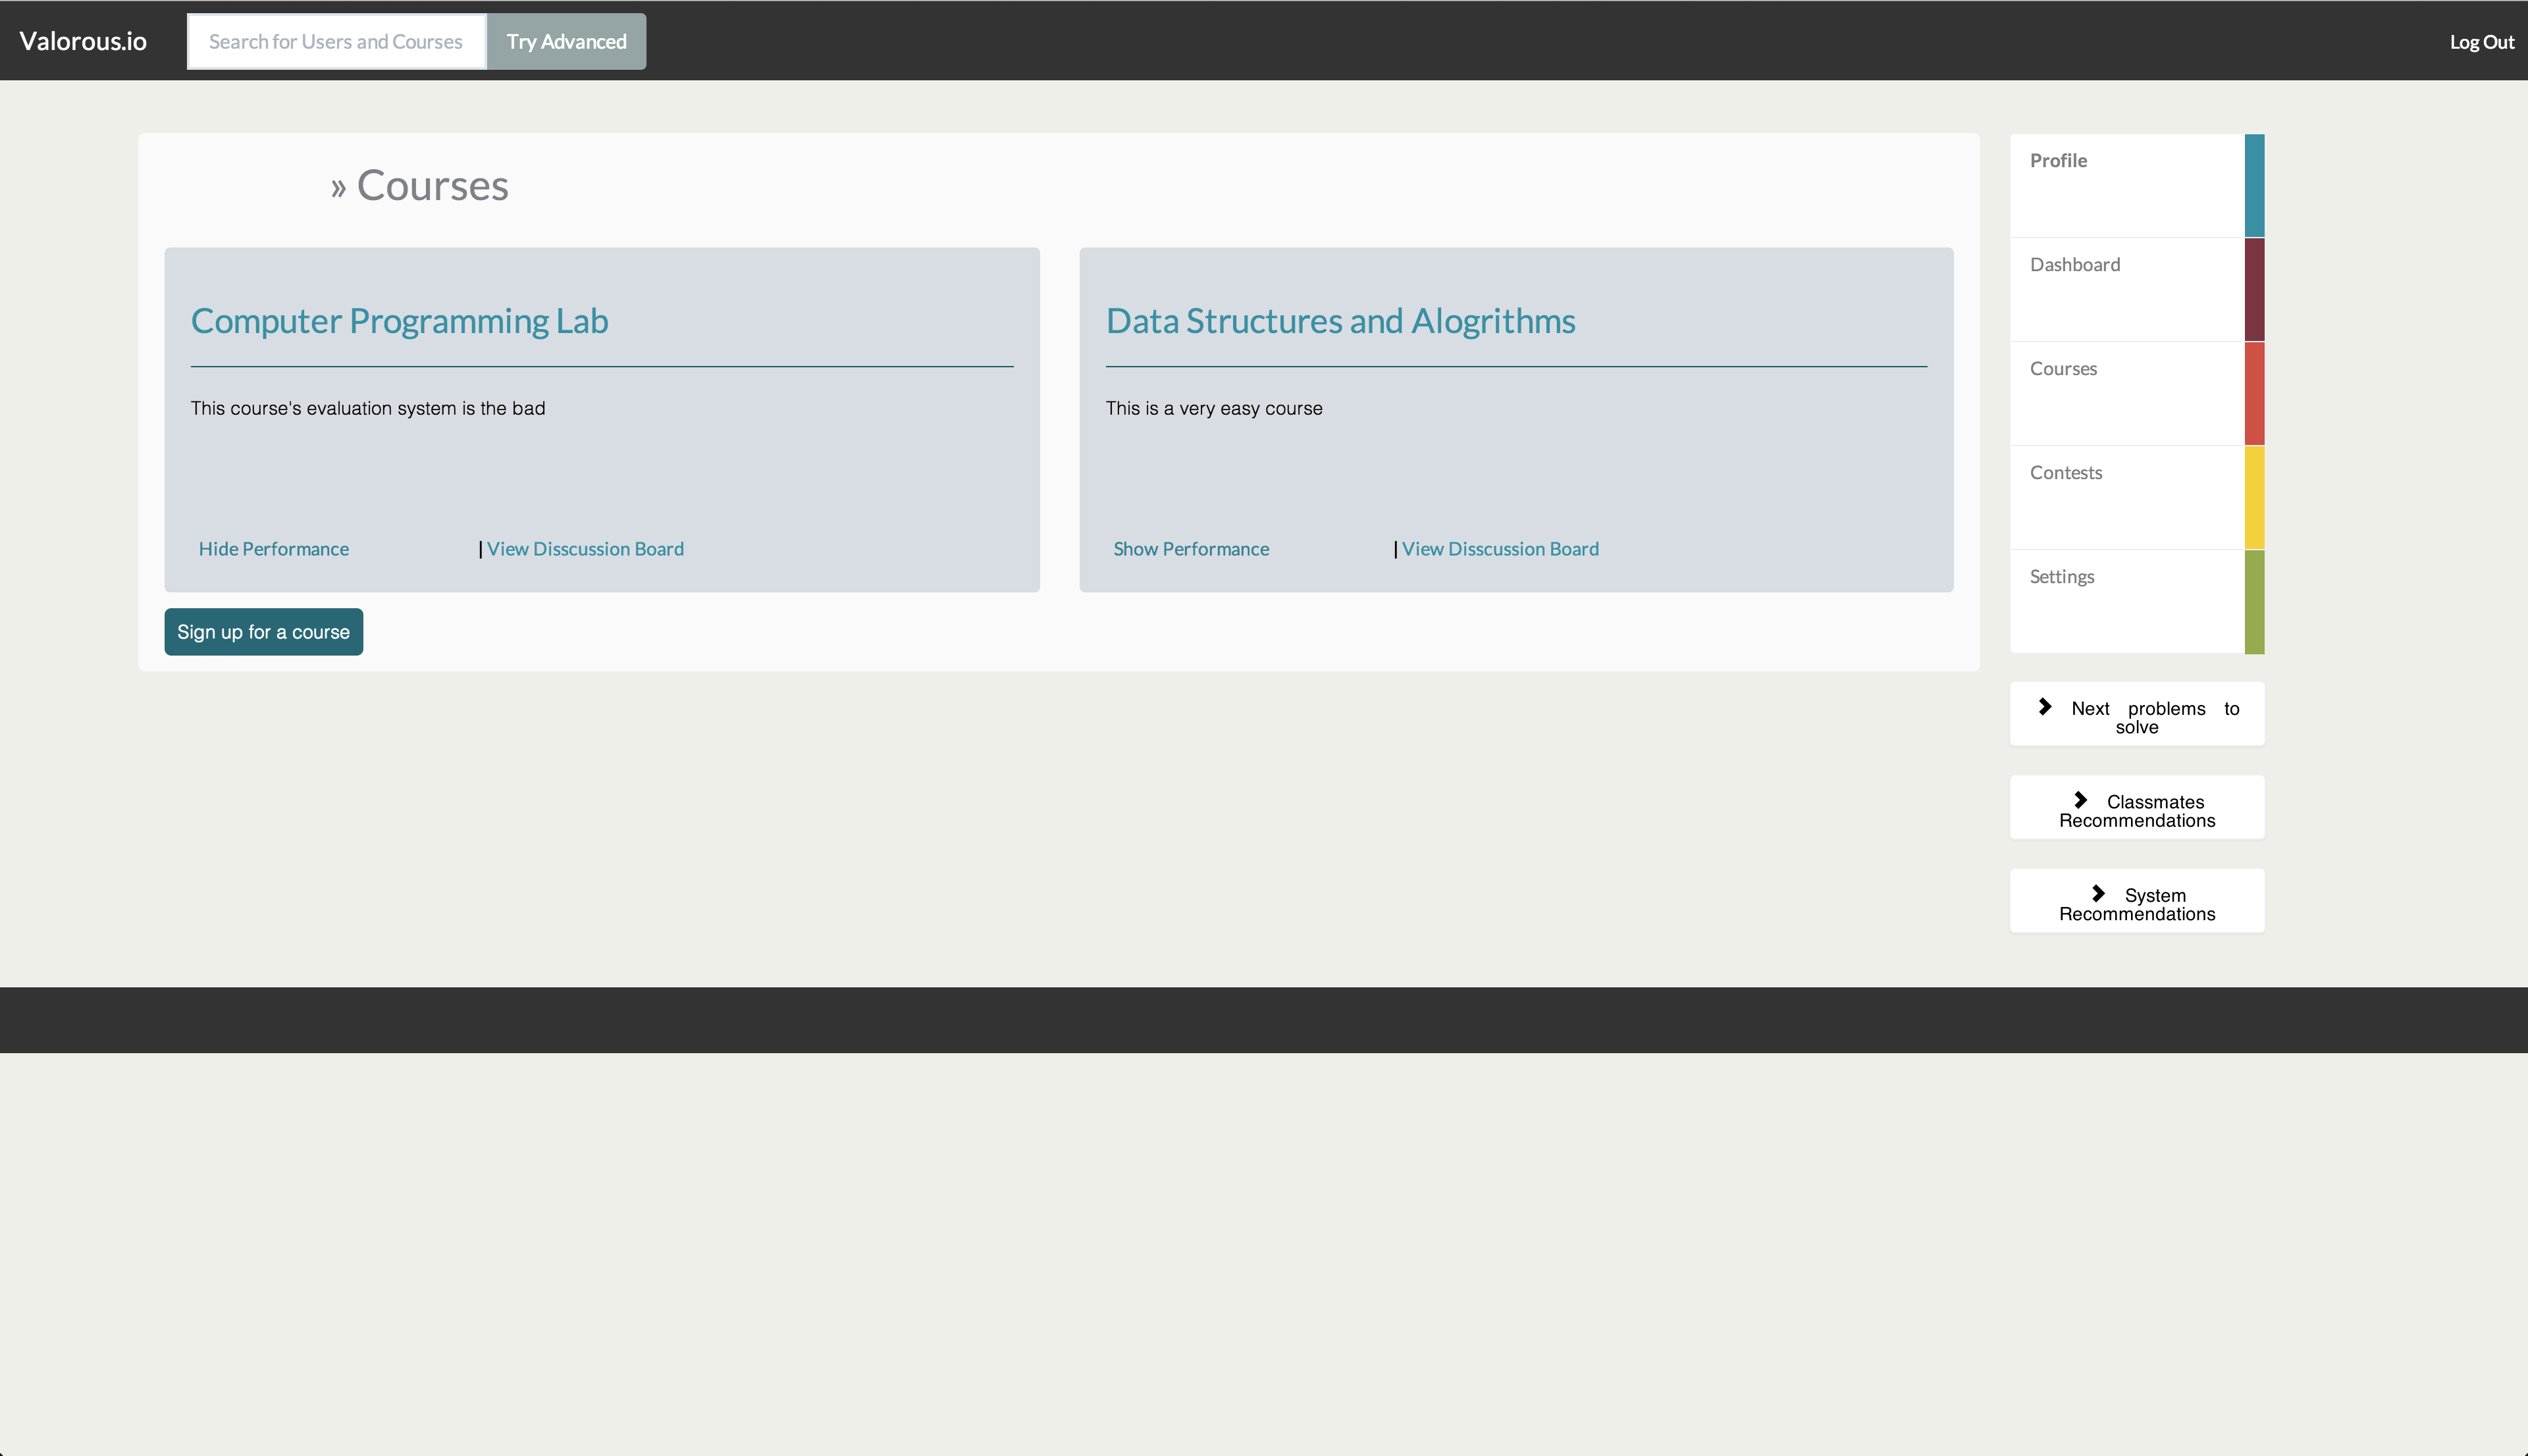 Valorous.io
Search for Users and Courses
Try Advanced
Log Out
» Courses
Computer Programming Lab
This course's evaluation system is the bad
Hide Performance
| View Disscussion Board
Data Structures and Alogrithms
This is a very easy course
Show Performance
| View Disscussion Board
Sign up for a course
Profile
Dashboard
Courses
Contests
Settings
Next problems to
solve
Classmates
Recommendations
System
Recommendations